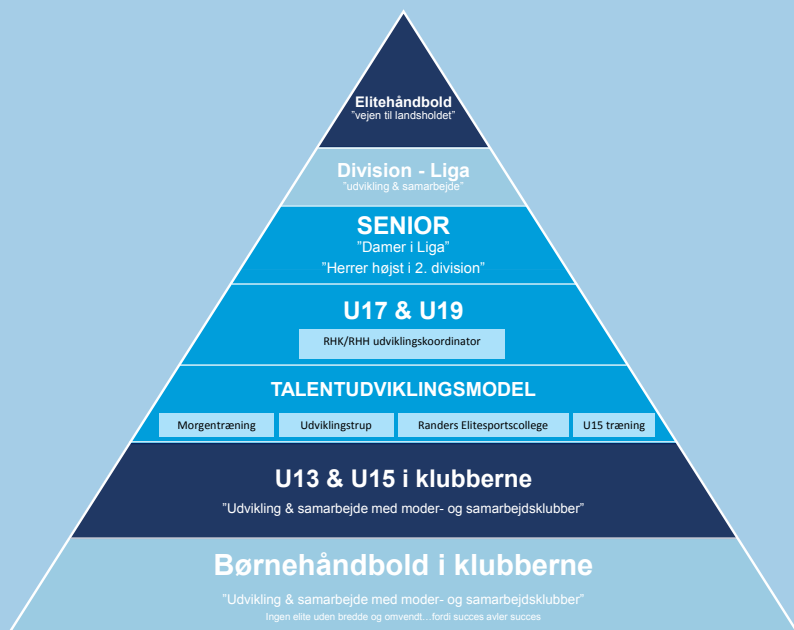 Elitehåndbold
"vejen til landsholdet"
Division - Liga
"udvikling & samarbejde"
SENIOR
"Damer i Liga"
"Herrer højst i 2. division"
U17 & U19
RHK/RHH udviklingskoordinator
TALENTUDVIKLINGSMODEL
Morgentræning Udviklingstrup Randers Elitesportscollege U15 træning
U13 & U15 i klubberne
"Udvikling & samarbejde med moder- og samarbejdsklubber"
Børnehåndbold i klubberne
"Udvikling & samarbejde med moder- og samarbejdsklubber"
Ingen elite uden bredde og omvendt...fordi succes avler succes